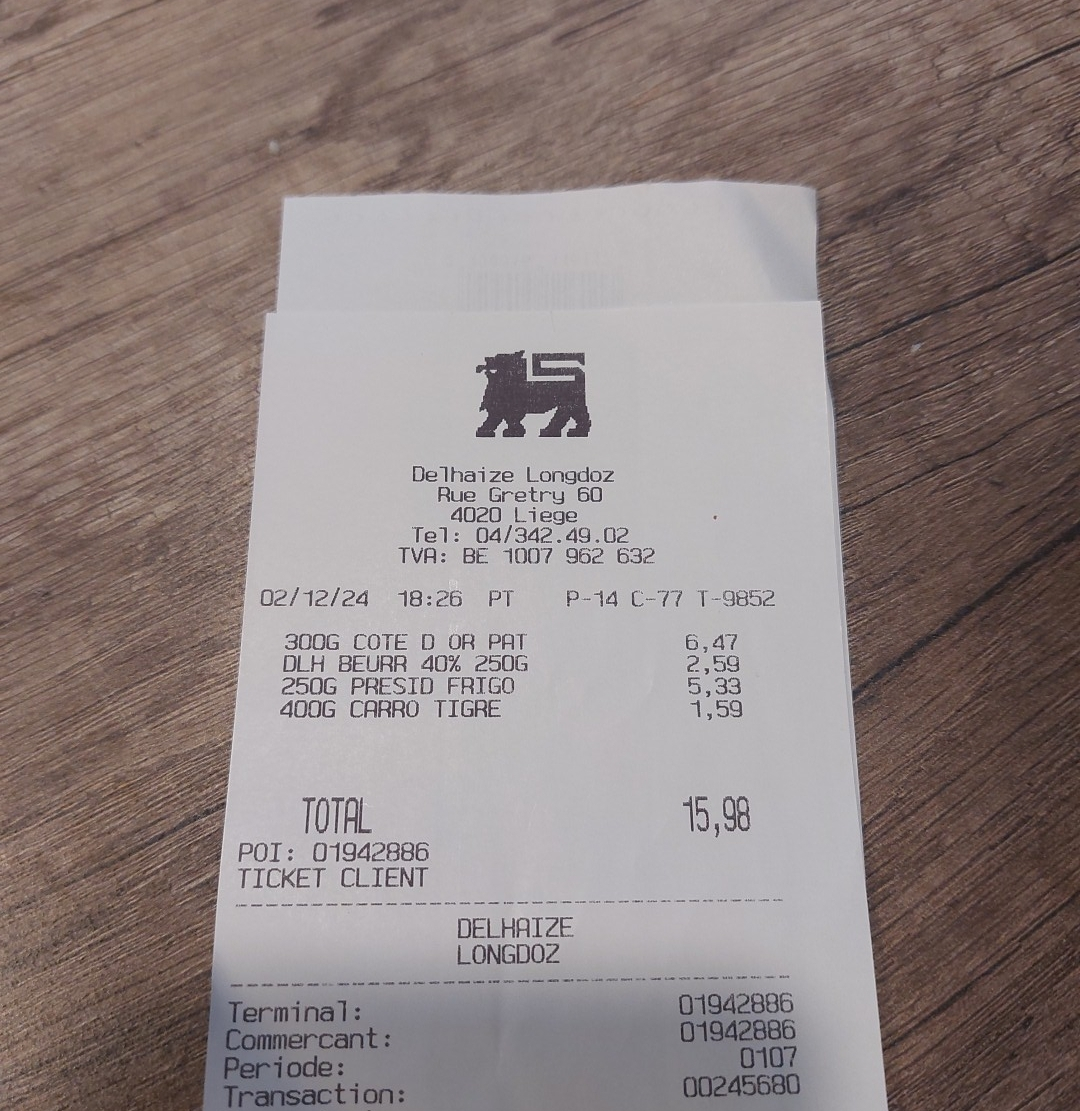 Delhaize Longdoz
Rue Gretry 60
4020 Liege
Tel: 04/342.49.02
TVA: BE 1007 962 632
02/12/24 18:26 PT P-14 C-77 T-9852
300G COTE D OR PAT 6,47
DLH BEURR 40% 250G 2,59
250G PRESID FRIGO 5,33
400G CARRO TIGRE 1,59
TOTAL 15,98
POI: 01942886
TICKET CLIENT
DELHAIZE
LONGDOZ
Terminal: 01942886
Commercant: 01942886
Periode: 0107
Transaction: 00245680